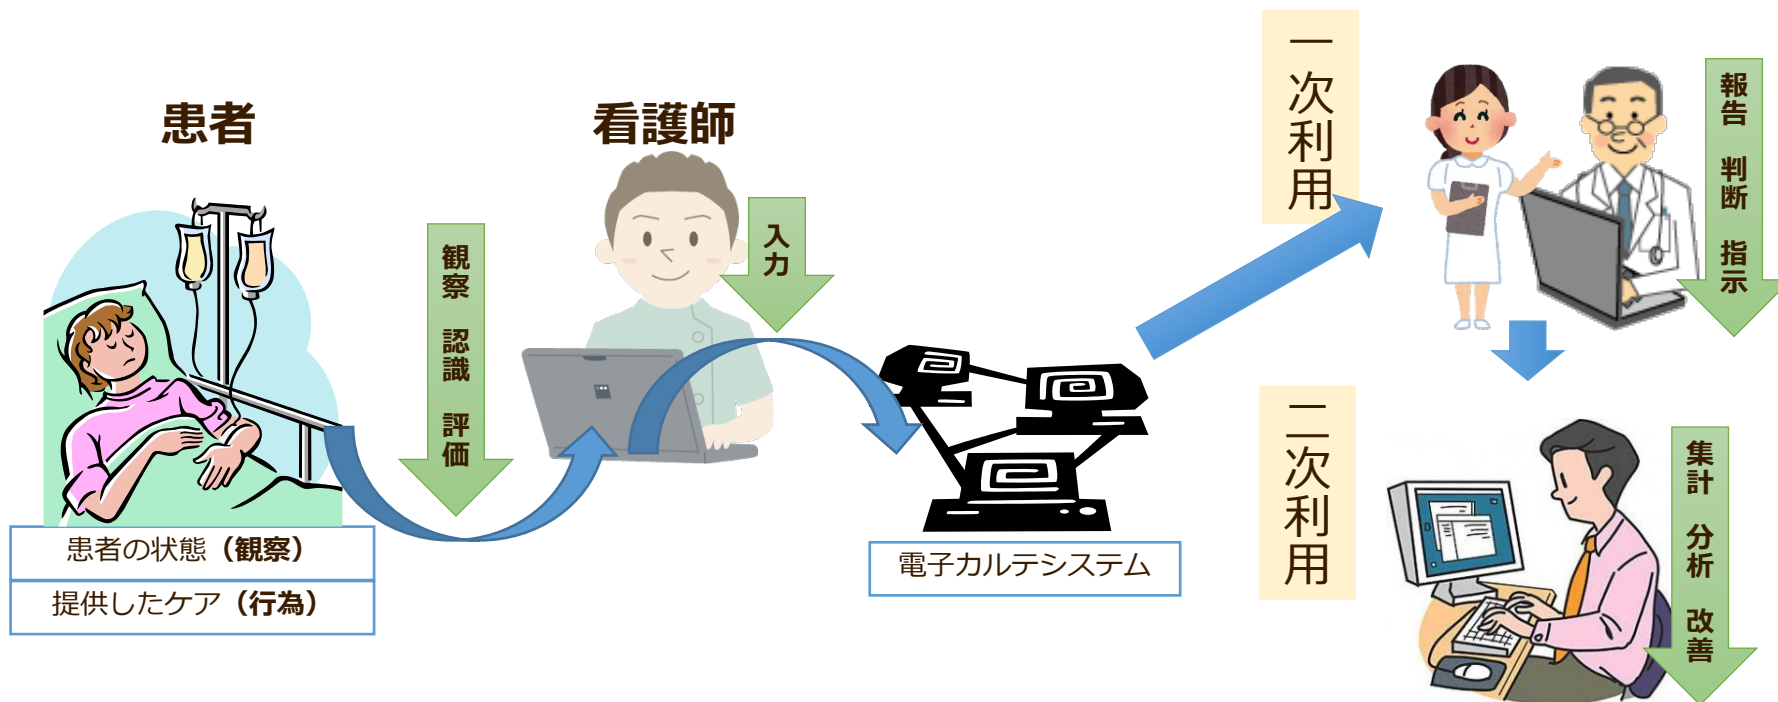 患者
看護師
観察 認識 評価
入力
患者の状態（観察）
提供したケア（行為）
電子カルテシステム
一次利用
報告 判断 指示
二次利用
集計 分析 改善